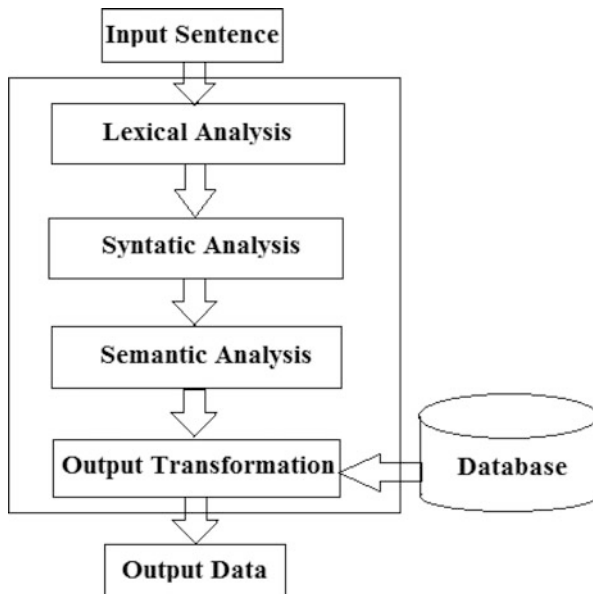 Input Sentence
Lexical Analysis
Syntatic Analysis
Semantic Analysis
Output Transformation
Database
Output Data